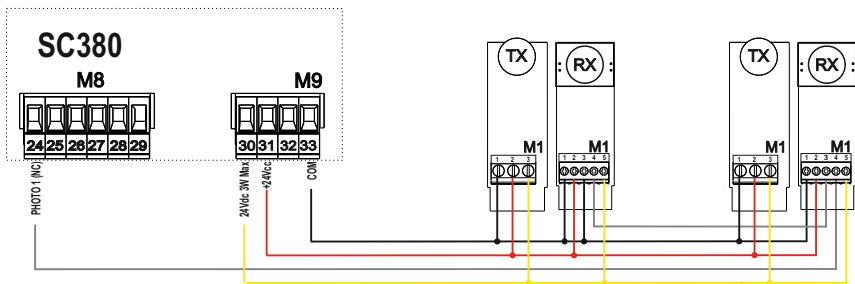 SC380
M8
M9
24 25 26 27 28 29
30 31 32 33
PHOTO 1 (NC)
24Vdc 3W Max
+24Vcc
COM
TX
RX
M1
M1
1 2 3
1 2 3 4 5
TX
RX
M1
M1
1 2 3
1 2 3 4 5